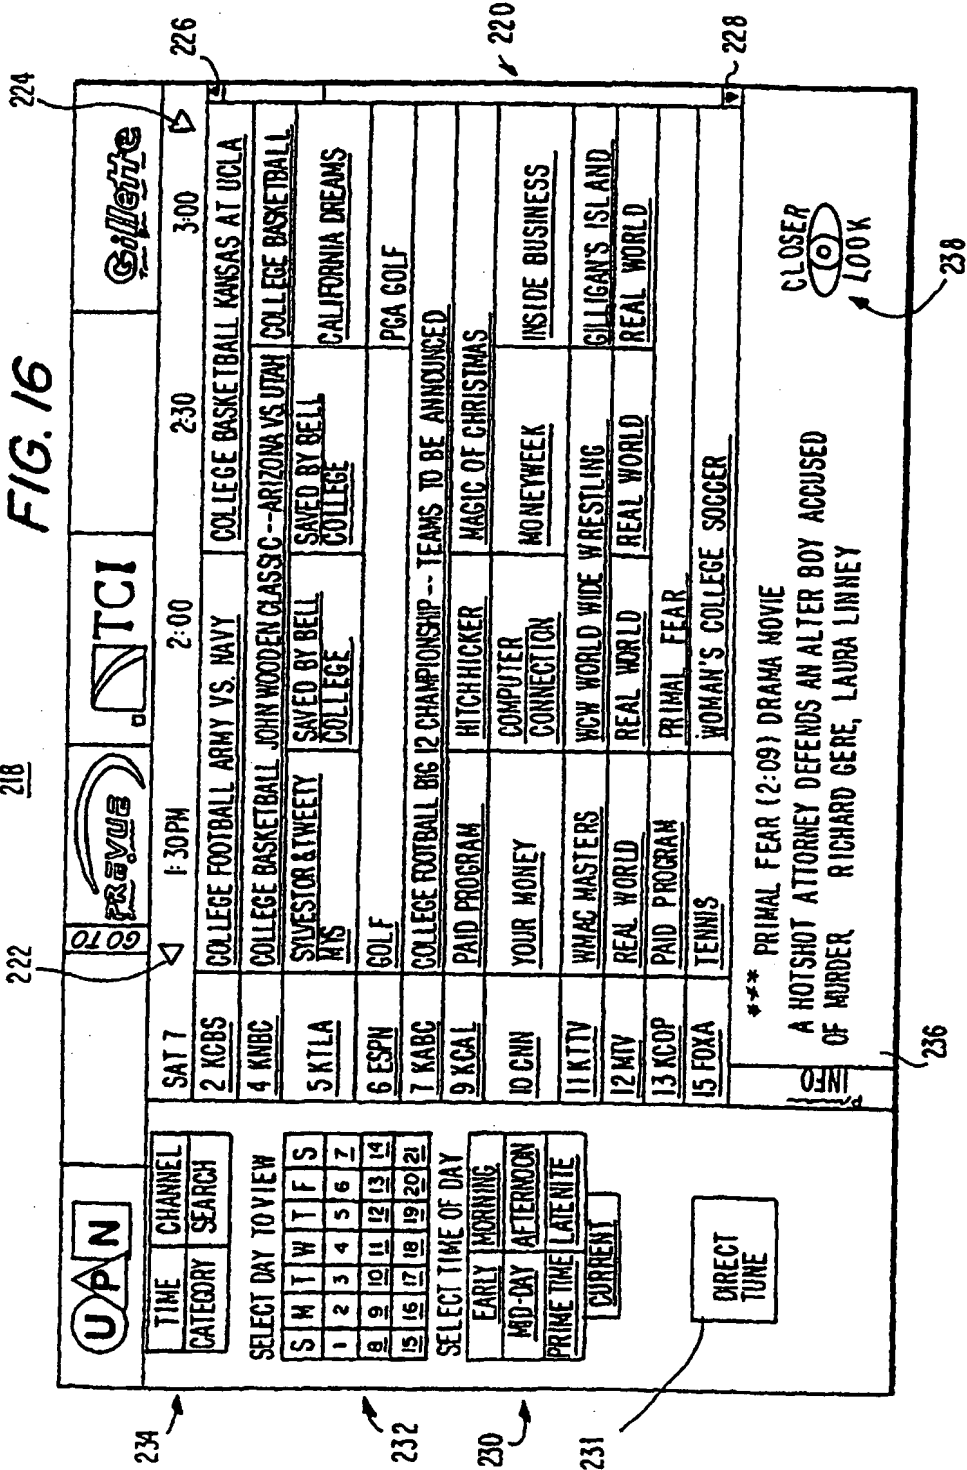 FIG. 16
218
222
224
226
UPN
GO TO
PREVUE
TCI
Gillette
TIME CHANNEL
CATEGORY SEARCH
234
SELECT DAY TO VIEW
S M T W T F S
1 2 3 4 5 6 7
8 9 10 11 12 13 14
15 16 17 18 19 20 21
232
SELECT TIME OF DAY
EARLY MORNING
MID-DAY AFTERNOON
PRIME TIME LATE NITE
CURRENT
230
DIRECT
TUNE
231
SAT 7 1:30PM 2:00 2:30 3:00
2 KCBS COLLEGE FOOTBALL ARMY VS. NAVY COLLEGE BASKETBALL KANSAS AT UCLA
4 KNBC COLLEGE BASKETBALL JOHN WOODEN CLASSIC--ARIZONA VS. UTAH COLLEGE BASKETBALL
5 KTLA SYLVESTOR & TWEETY MYS SAVED BY BELL COLLEGE SAVED BY BELL COLLEGE CALIFORNIA DREAMS
6 ESPN GOLF PGA GOLF
7 KABC COLLEGE FOOTBALL BIG 12 CHAMPIONSHIP--TEAMS TO BE ANNOUNCED
9 KCAL PAID PROGRAM HITCHHICKER MAGIC OF CHRISTMAS
10 CNN YOUR MONEY COMPUTER CONNECTION MONEYWEEK INSIDE BUSINESS
11 KTTV WMAC MASTERS WCW WORLD WIDE WRESTLING GILLIGAN'S ISLAND
12 MTV REAL WORLD REAL WORLD REAL WORLD REAL WORLD
13 KCOP PAID PROGRAM PRIMAL FEAR
15 FOXA TENNIS WOMAN'S COLLEGE SOCCER
220
228
INFO
*** PRIMAL FEAR (2:09) DRAMA MOVIE
A HOTSHOT ATTORNEY DEFENDS AN ALTER BOY ACCUSED
OF MURDER RICHARD GERE, LAURA LINNEY
CLOSER
LOOK
236
238